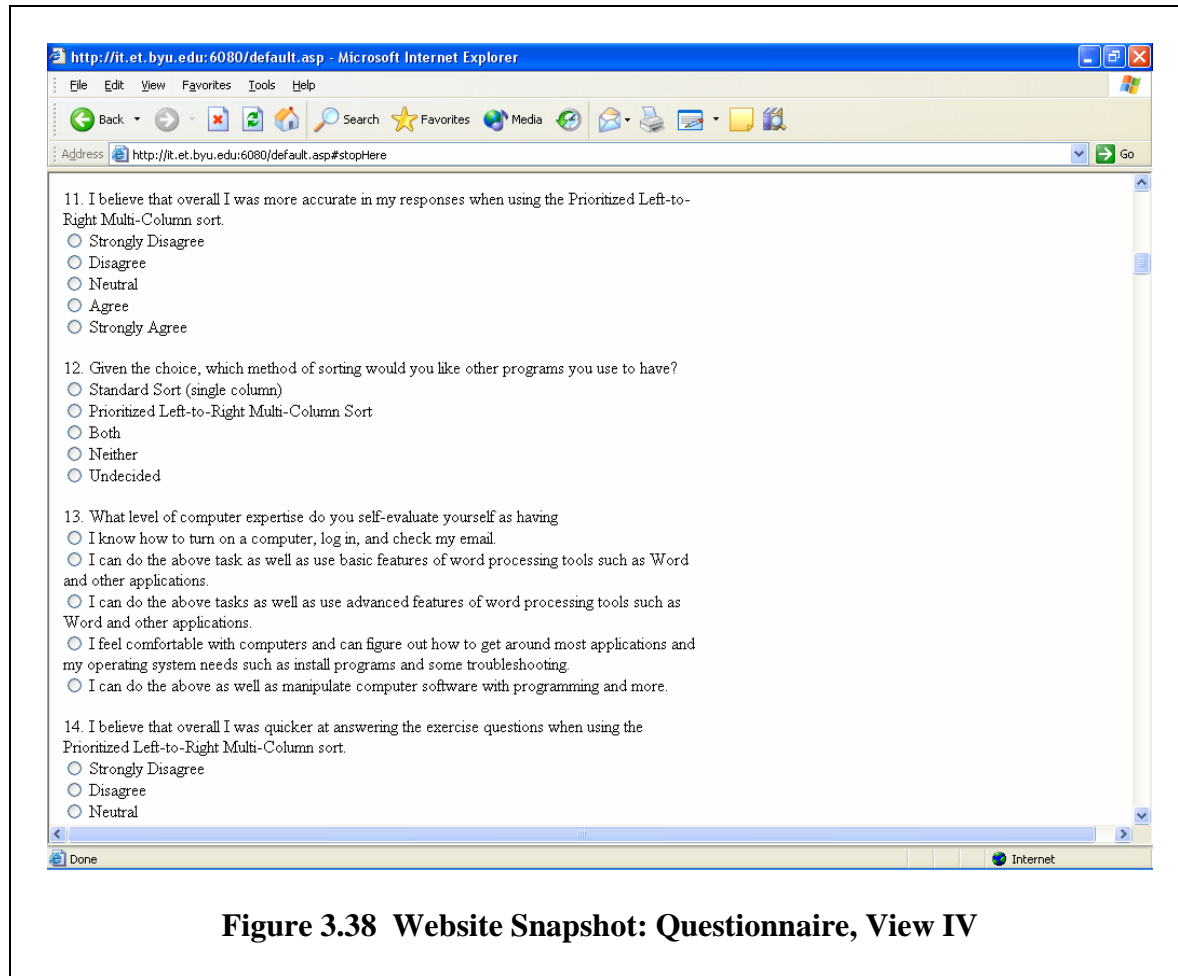 http://it.et.byu.edu:6080/default.asp - Microsoft Internet Explorer
File Edit View Favorites Tools Help
Back Search Favorites Media
Address http://it.et.byu.edu:6080/default.asp#stopHere Go
11. I believe that overall I was more accurate in my responses when using the Prioritized Left-to-
Right Multi-Column sort.
Strongly Disagree
Disagree
Neutral
Agree
Strongly Agree
12. Given the choice, which method of sorting would you like other programs you use to have?
Standard Sort (single column)
Prioritized Left-to-Right Multi-Column Sort
Both
Neither
Undecided
13. What level of computer expertise do you self-evaluate yourself as having
I know how to turn on a computer, log in, and check my email.
I can do the above task as well as use basic features of word processing tools such as Word
and other applications.
I can do the above tasks as well as use advanced features of word processing tools such as
Word and other applications.
I feel comfortable with computers and can figure out how to get around most applications and
my operating system needs such as install programs and some troubleshooting.
I can do the above as well as manipulate computer software with programming and more.
14. I believe that overall I was quicker at answering the exercise questions when using the
Prioritized Left-to-Right Multi-Column sort.
Strongly Disagree
Disagree
Neutral
Done Internet
Figure 3.38 Website Snapshot: Questionnaire, View IV